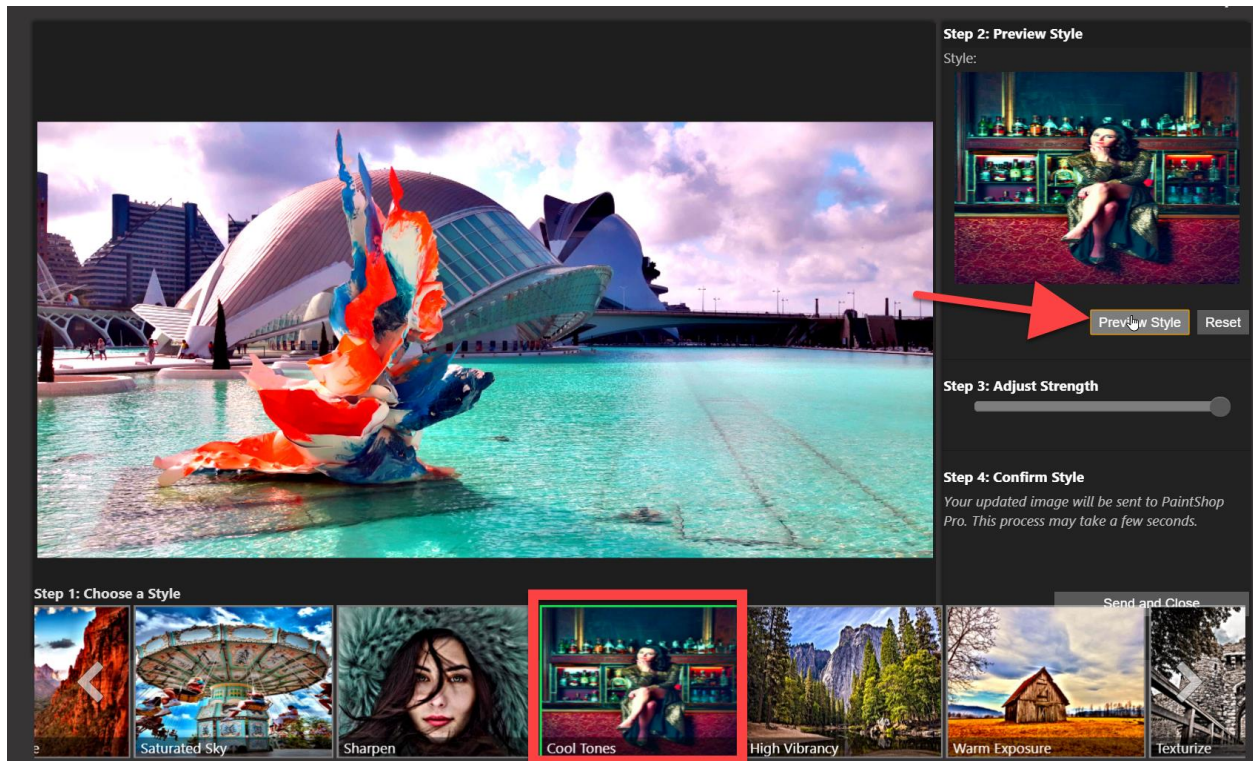 Step 2: Preview Style
Style:
Preview Style
Reset
Step 3: Adjust Strength
Step 4: Confirm Style
Your updated image will be sent to PaintShop
Pro. This process may take a few seconds.
Send and Close
Step 1: Choose a Style
Saturated Sky
Sharpen
Cool Tones
High Vibrancy
Warm Exposure
Texturize